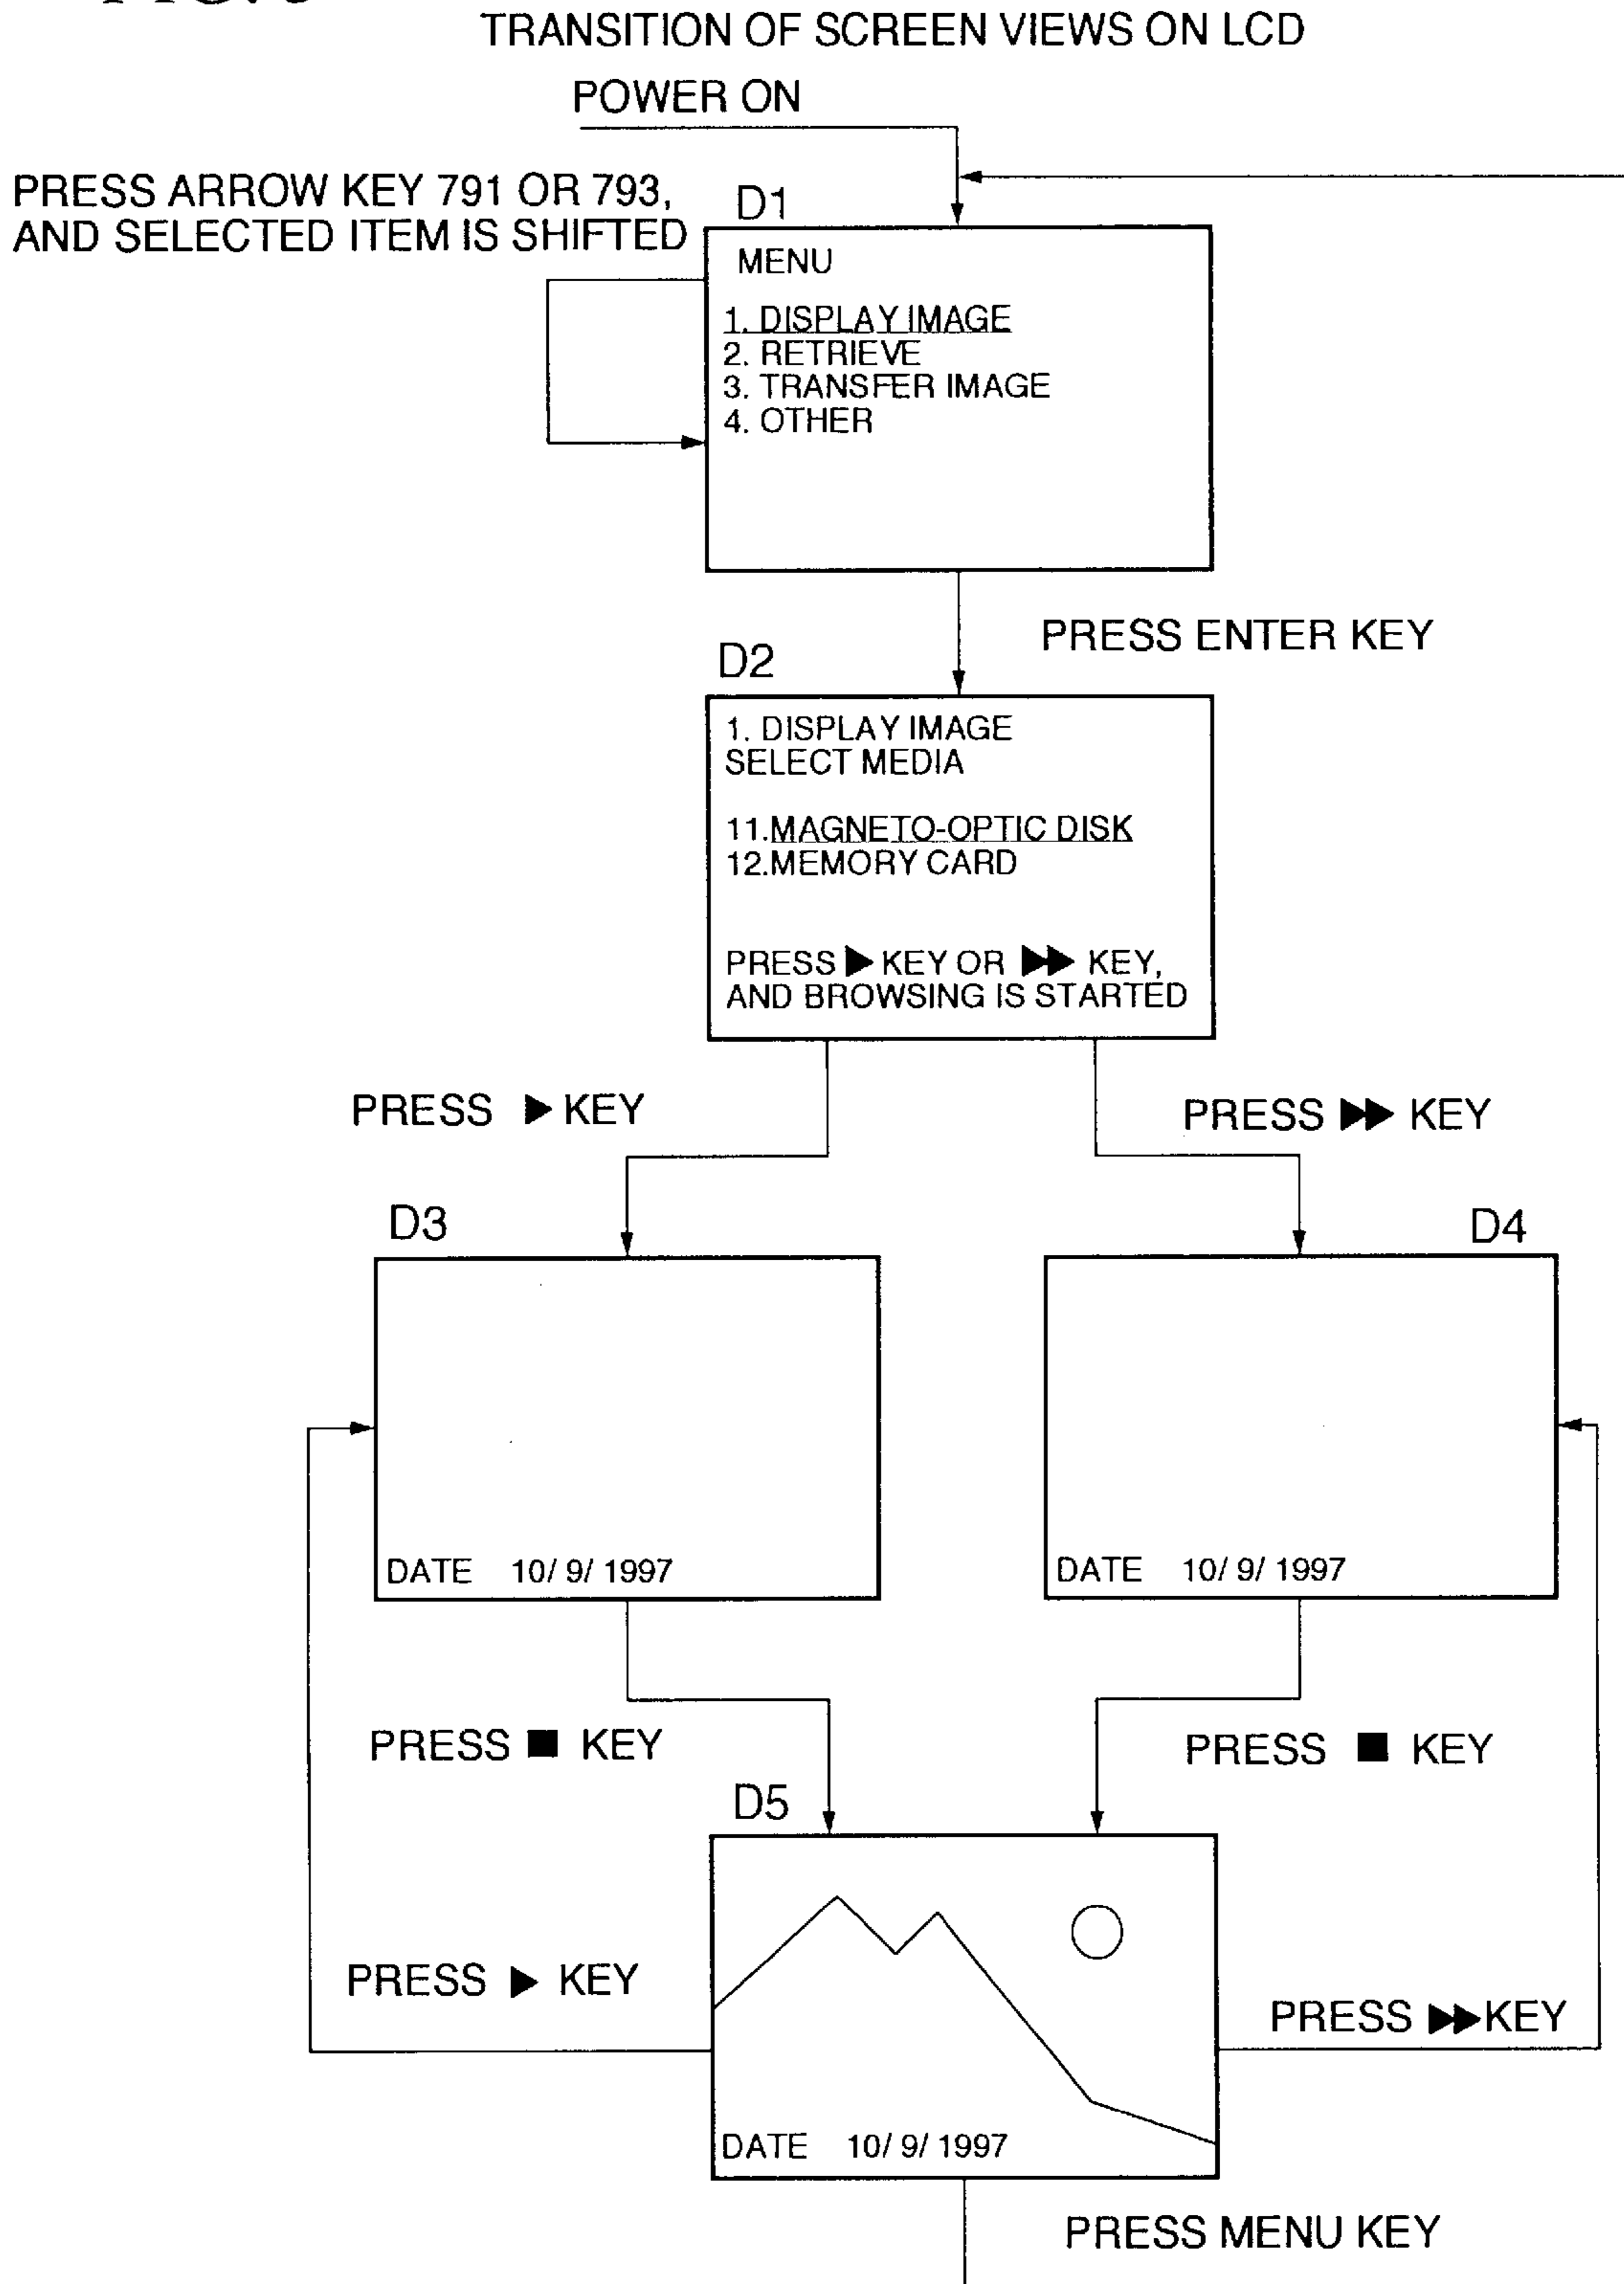 TRANSITION OF SCREEN VIEWS ON LCD
POWER ON
PRESS ARROW KEY 791 OR 793,
AND SELECTED ITEM IS SHIFTED
D1
MENU
1. DISPLAY IMAGE
2. RETRIEVE
3. TRANSFER IMAGE
4. OTHER
PRESS ENTER KEY
D2
1. DISPLAY IMAGE
SELECT MEDIA
11.MAGNETO-OPTIC DISK
12.MEMORY CARD
PRESS ▶ KEY OR ▶▶ KEY,
AND BROWSING IS STARTED
PRESS ▶ KEY
PRESS ▶▶ KEY
D3
D4
DATE 10/ 9/ 1997
DATE 10/ 9/ 1997
PRESS ■ KEY
PRESS ■ KEY
D5
PRESS ▶ KEY
PRESS ▶▶ KEY
DATE 10/ 9/ 1997
PRESS MENU KEY